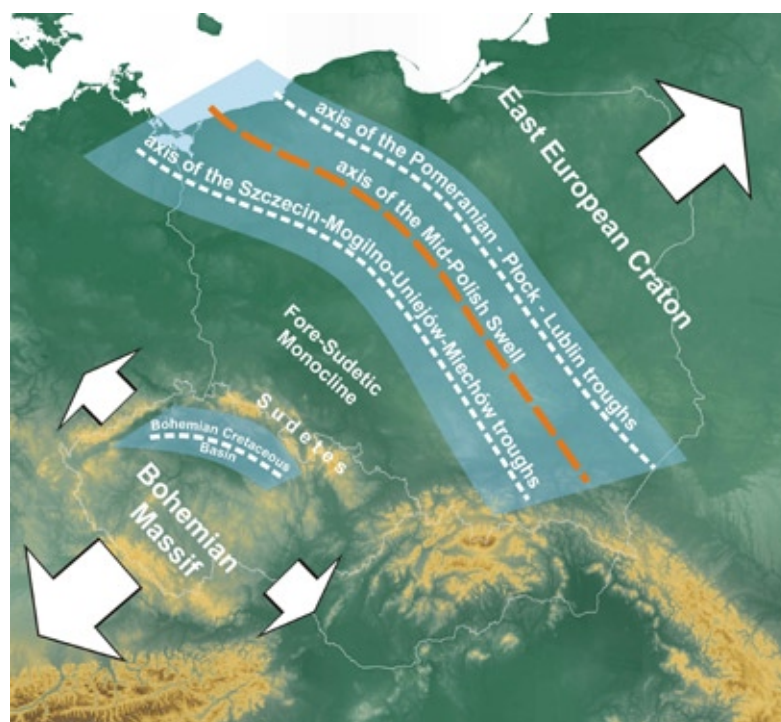 axis of the Pomeranian - Płock - Lublin troughs
East European Craton
axis of the Mid-Polish Swell
axis of the Szczecin-Mogilno-Uniejów-Miechów troughs
Fore-Sudetic
Monocline
Sudetes
Bohemian Cretaceous
Basin
Bohemian
Massif